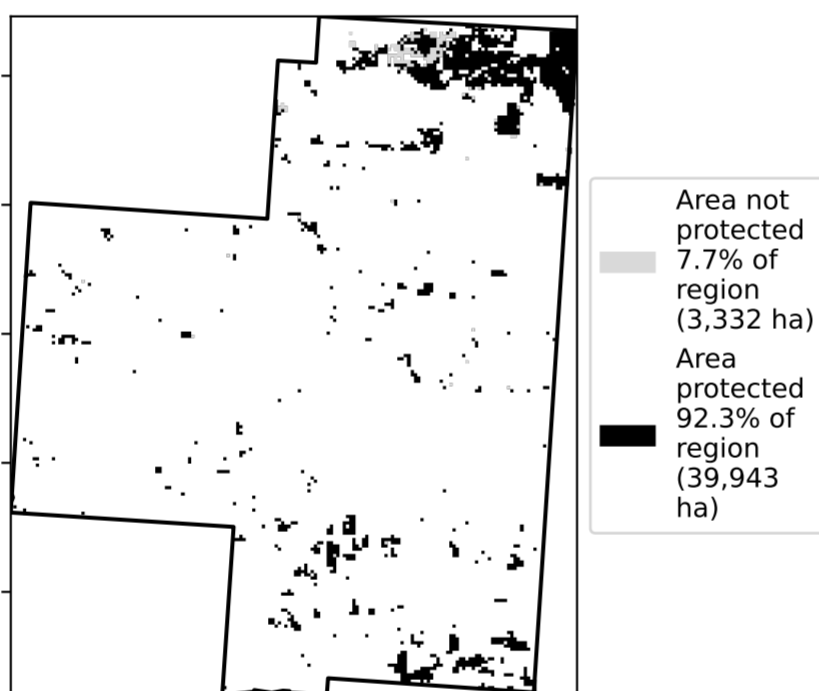 Area not
protected
7.7% of
region
(3,332 ha)
Area
protected
92.3% of
region
(39,943
ha)